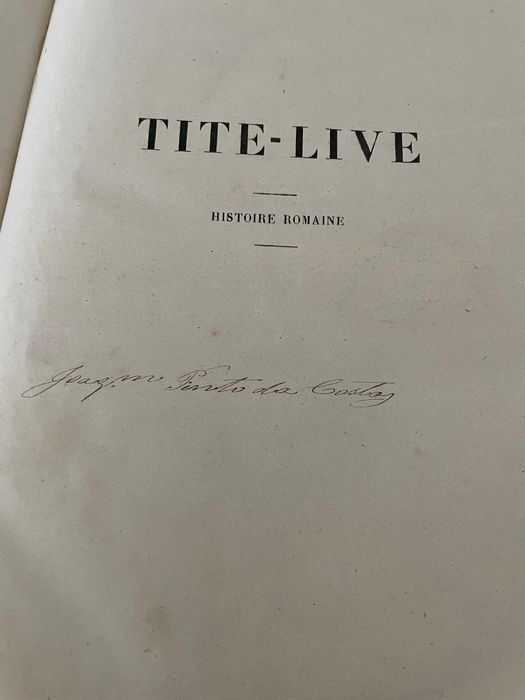 TITE-LIVE
HISTOIRE ROMAINE
Joaqm Pinto da Costa